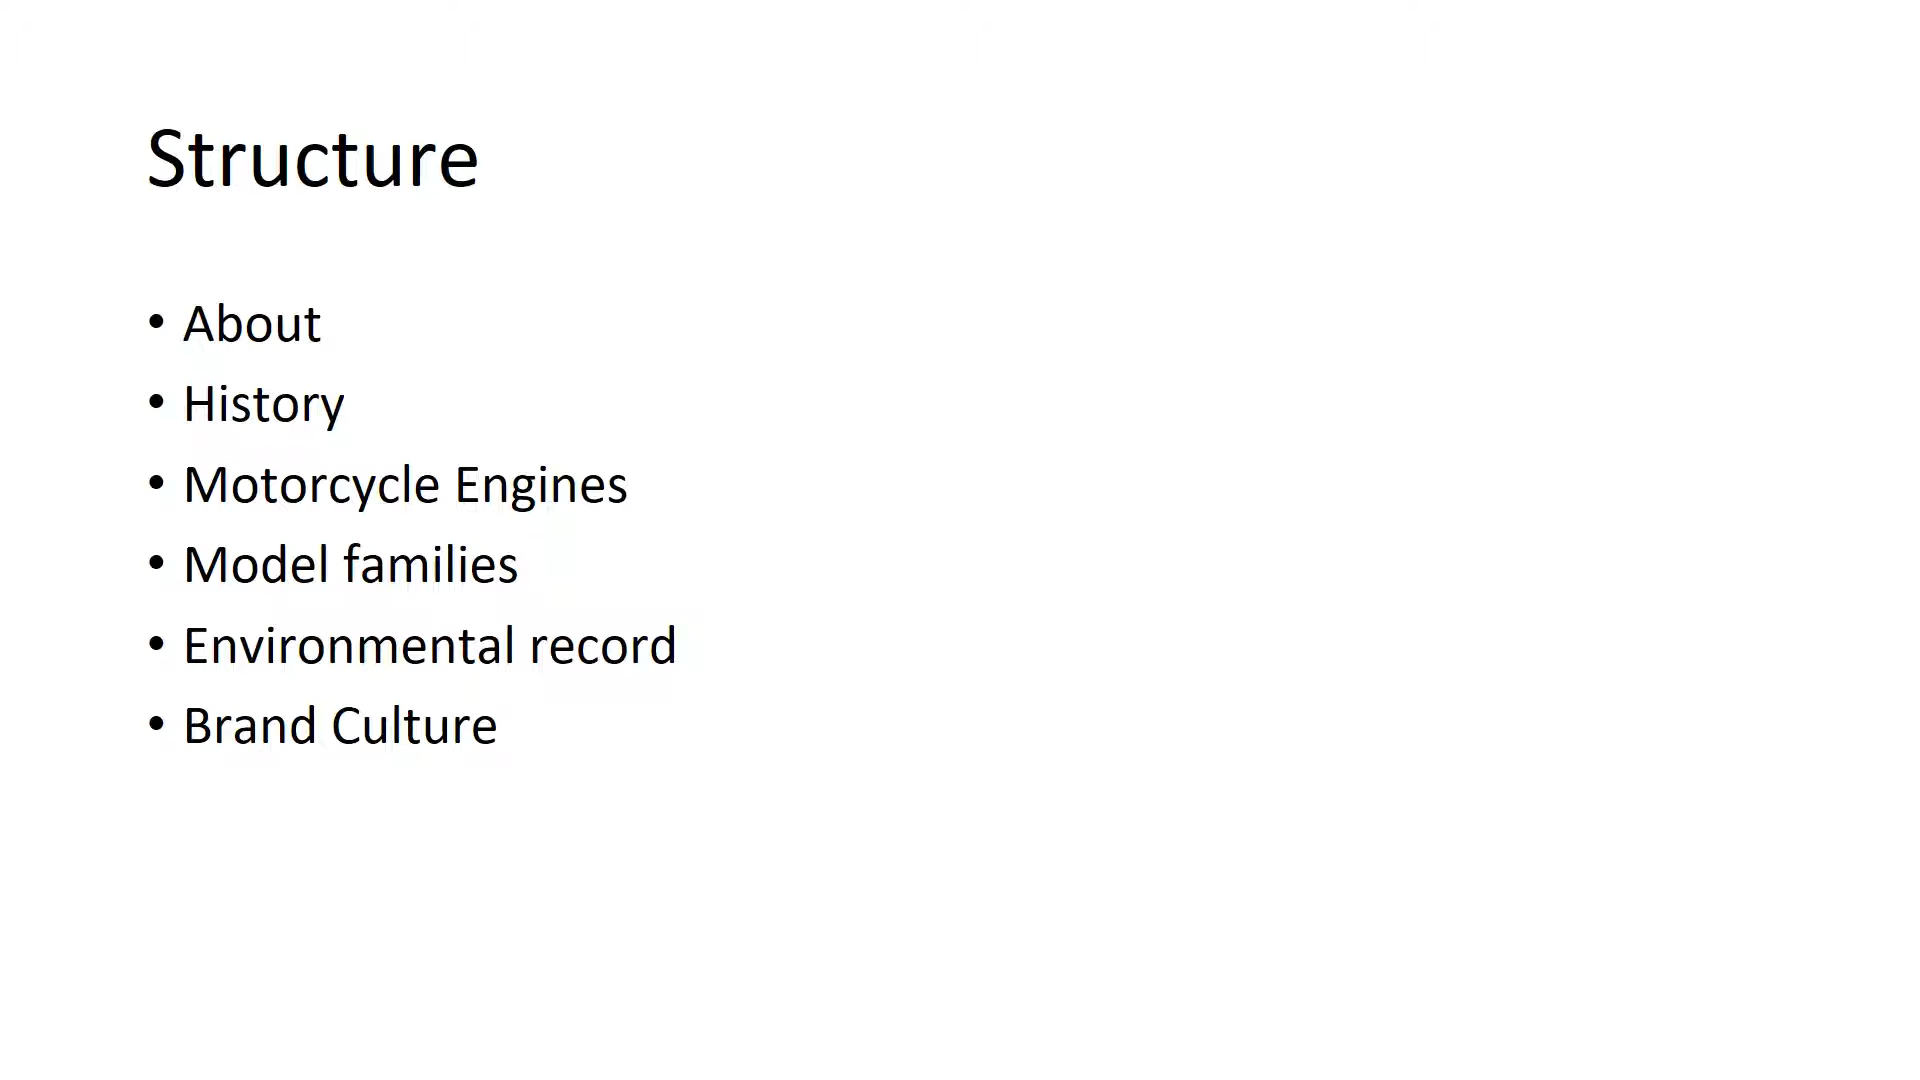 Structure
• About
• History
• Motorcycle Engines
• Model families
• Environmental record
• Brand Culture